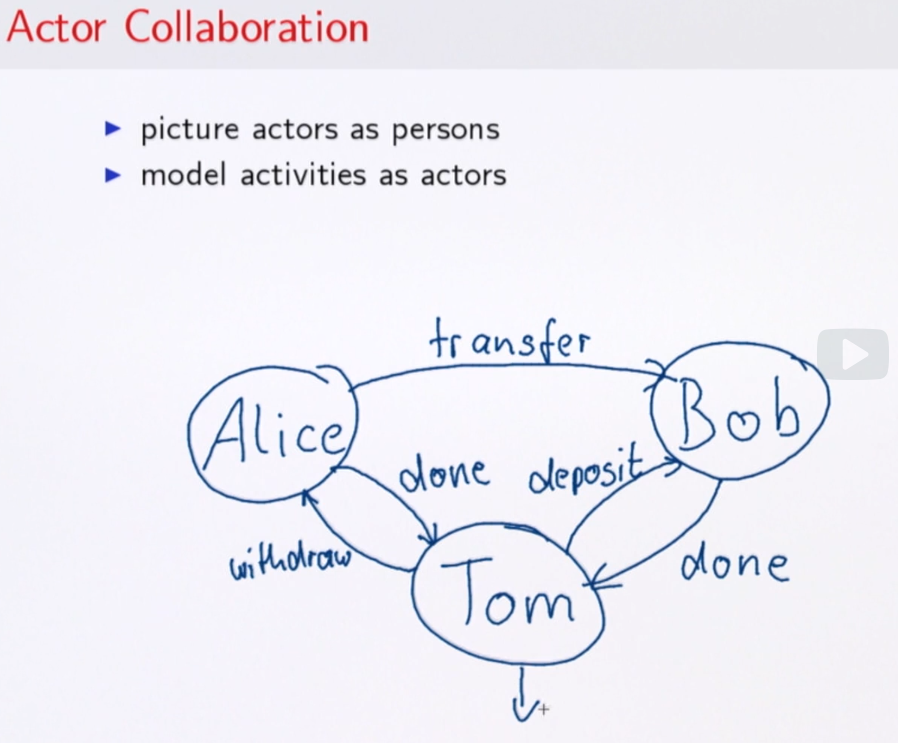 Actor Collaboration
picture actors as persons
model activities as actors
transfer
Alice
Bob
done
deposit
withdraw
Tom
done